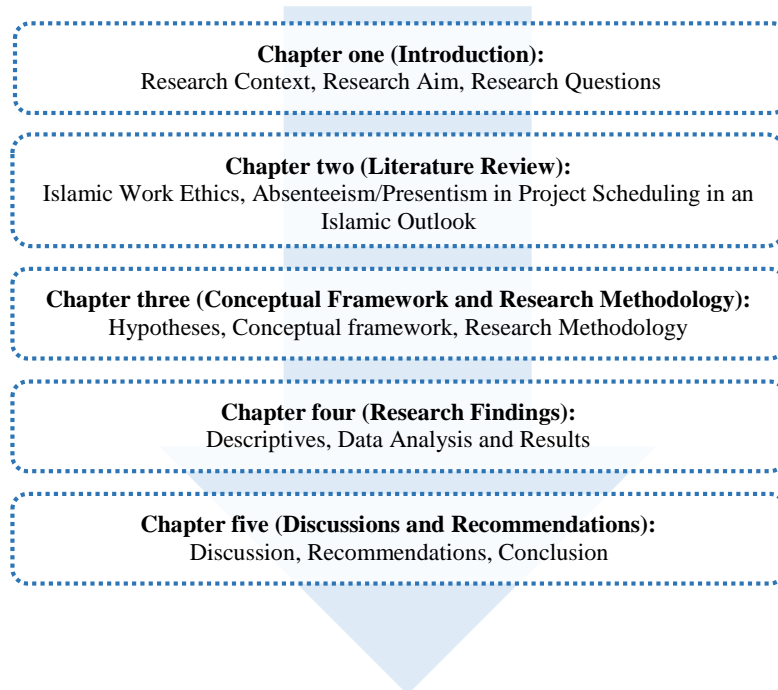 Chapter one (Introduction):
Research Context, Research Aim, Research Questions
Chapter two (Literature Review):
Islamic Work Ethics, Absenteeism/Presentism in Project Scheduling in an
Islamic Outlook
Chapter three (Conceptual Framework and Research Methodology):
Hypotheses, Conceptual framework, Research Methodology
Chapter four (Research Findings):
Descriptives, Data Analysis and Results
Chapter five (Discussions and Recommendations):
Discussion, Recommendations, Conclusion